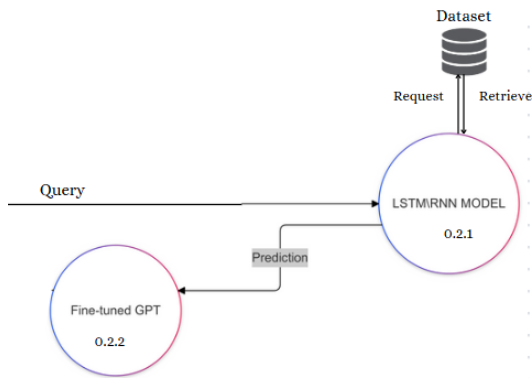 Dataset
Request
Retrieve
Query
LSTM\RNN MODEL
0.2.1
Prediction
Fine-tuned GPT
0.2.2